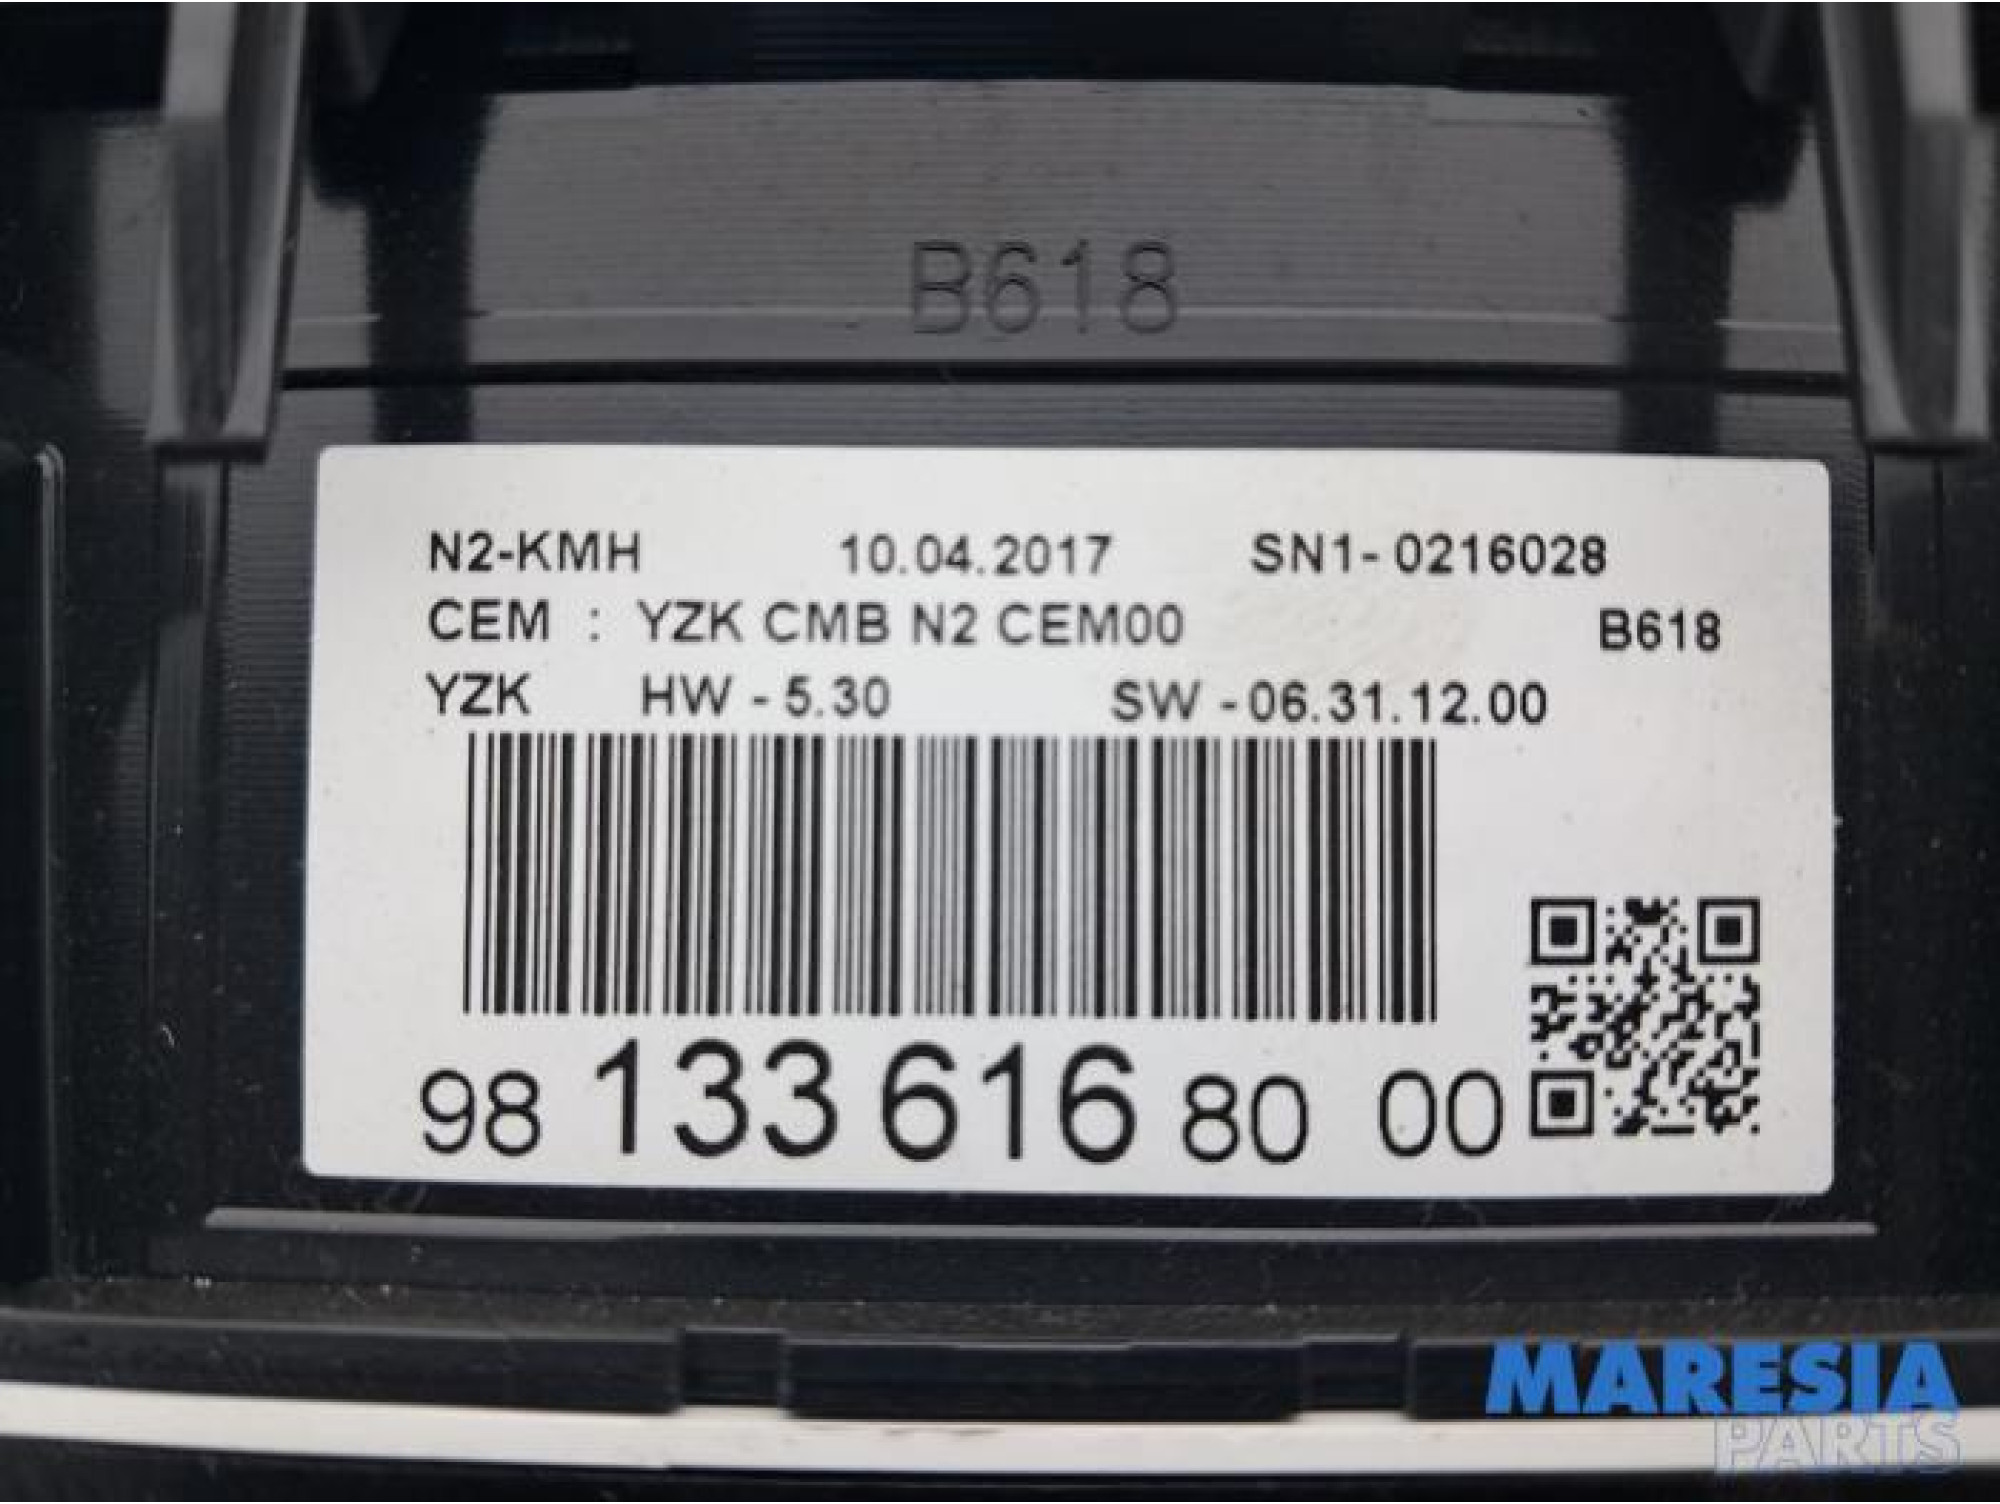 B618
N2-KMH 10.04.2017 SN1- 0216028
CEM : YZK CMB N2 CEM00 B618
YZK HW - 5.30 SW - 06.31.12.00
98 133 616 80 00
MARESIA
PARTS